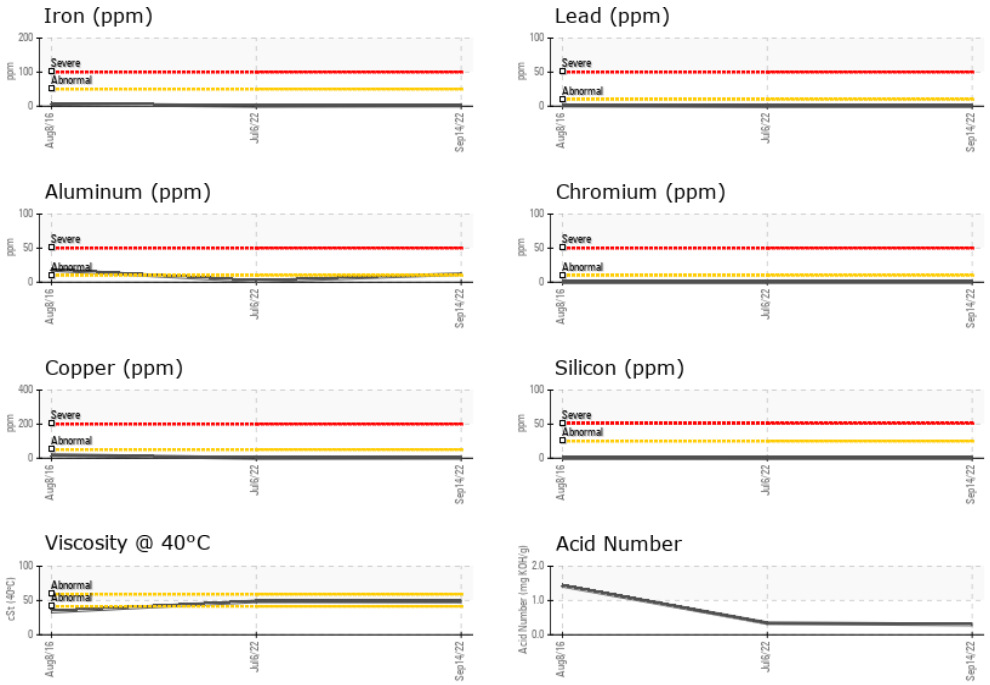 Iron (ppm)
200
100
0
ppm
Severe
Abnormal
Aug8/16
Jul6/22
Sep14/22
Lead (ppm)
100
50
0
ppm
Severe
Abnormal
Aug8/16
Jul6/22
Sep14/22
Aluminum (ppm)
100
50
0
ppm
Severe
Abnormal
Aug8/16
Jul6/22
Sep14/22
Chromium (ppm)
100
50
0
ppm
Severe
Abnormal
Aug8/16
Jul6/22
Sep14/22
Copper (ppm)
400
200
0
ppm
Severe
Abnormal
Aug8/16
Jul6/22
Sep14/22
Silicon (ppm)
100
50
0
ppm
Severe
Abnormal
Aug8/16
Jul6/22
Sep14/22
Viscosity @ 40°C
100
50
0
cSt (40°C)
Abnormal
Abnormal
Aug8/16
Jul6/22
Sep14/22
Acid Number
2.0
1.0
0.0
Acid Number (mg KOH/g)
Aug8/16
Jul6/22
Sep14/22